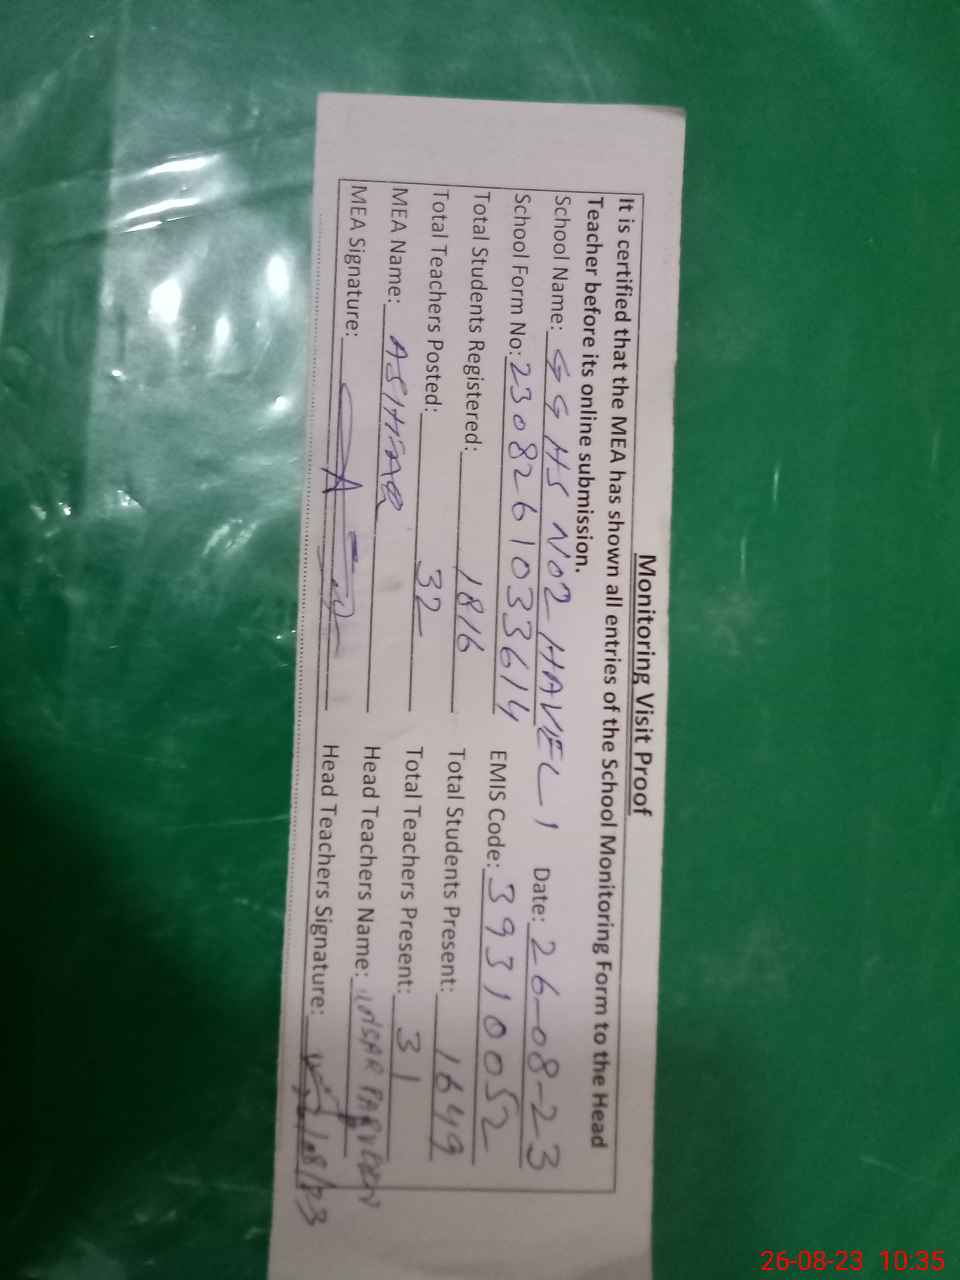 Monitoring Visit Proof
It is certified that the MEA has shown all entries of the School Monitoring Form to the Head
Teacher before its online submission.
School Name: GGHS No2 HAVELI Date: 26-08-23
School Form No: 2308261033614 EMIS Code: 39310052
Total Students Registered: 1816 Total Students Present: 1649
Total Teachers Posted: 32 Total Teachers Present: 31
MEA Name: ASHFAQ Head Teachers Name: PARVEEN
MEA Signature: Head Teachers Signature:
26-08-23 10:35